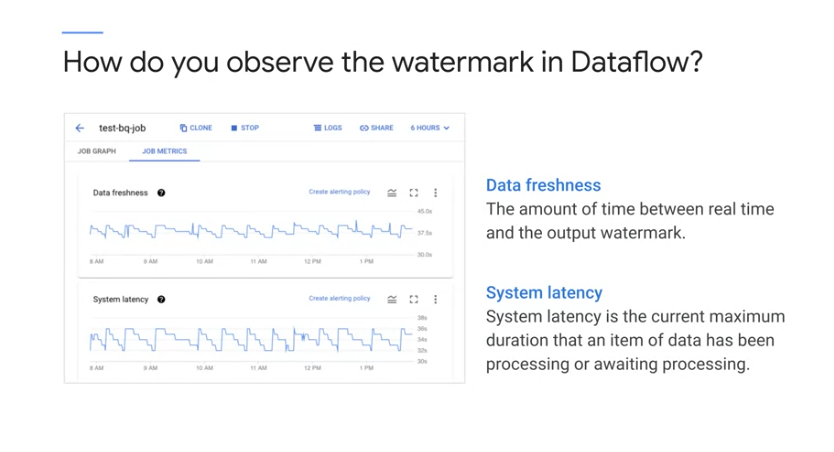 How do you observe the watermark in Dataflow?
test-bq-job
CLONE
STOP
LOGS
SHARE
6 HOURS
JOB GRAPH
JOB METRICS
Data freshness
Create alerting policy
45.0s
37.5s
30.0s
8 AM
9 AM
10 AM
11 AM
12 PM
1 PM
System latency
Create alerting policy
38s
36s
34s
32s
30s
8 AM
9 AM
10 AM
11 AM
12 PM
1 PM
Data freshness
The amount of time between real time
and the output watermark.
System latency
System latency is the current maximum
duration that an item of data has been
processing or awaiting processing.